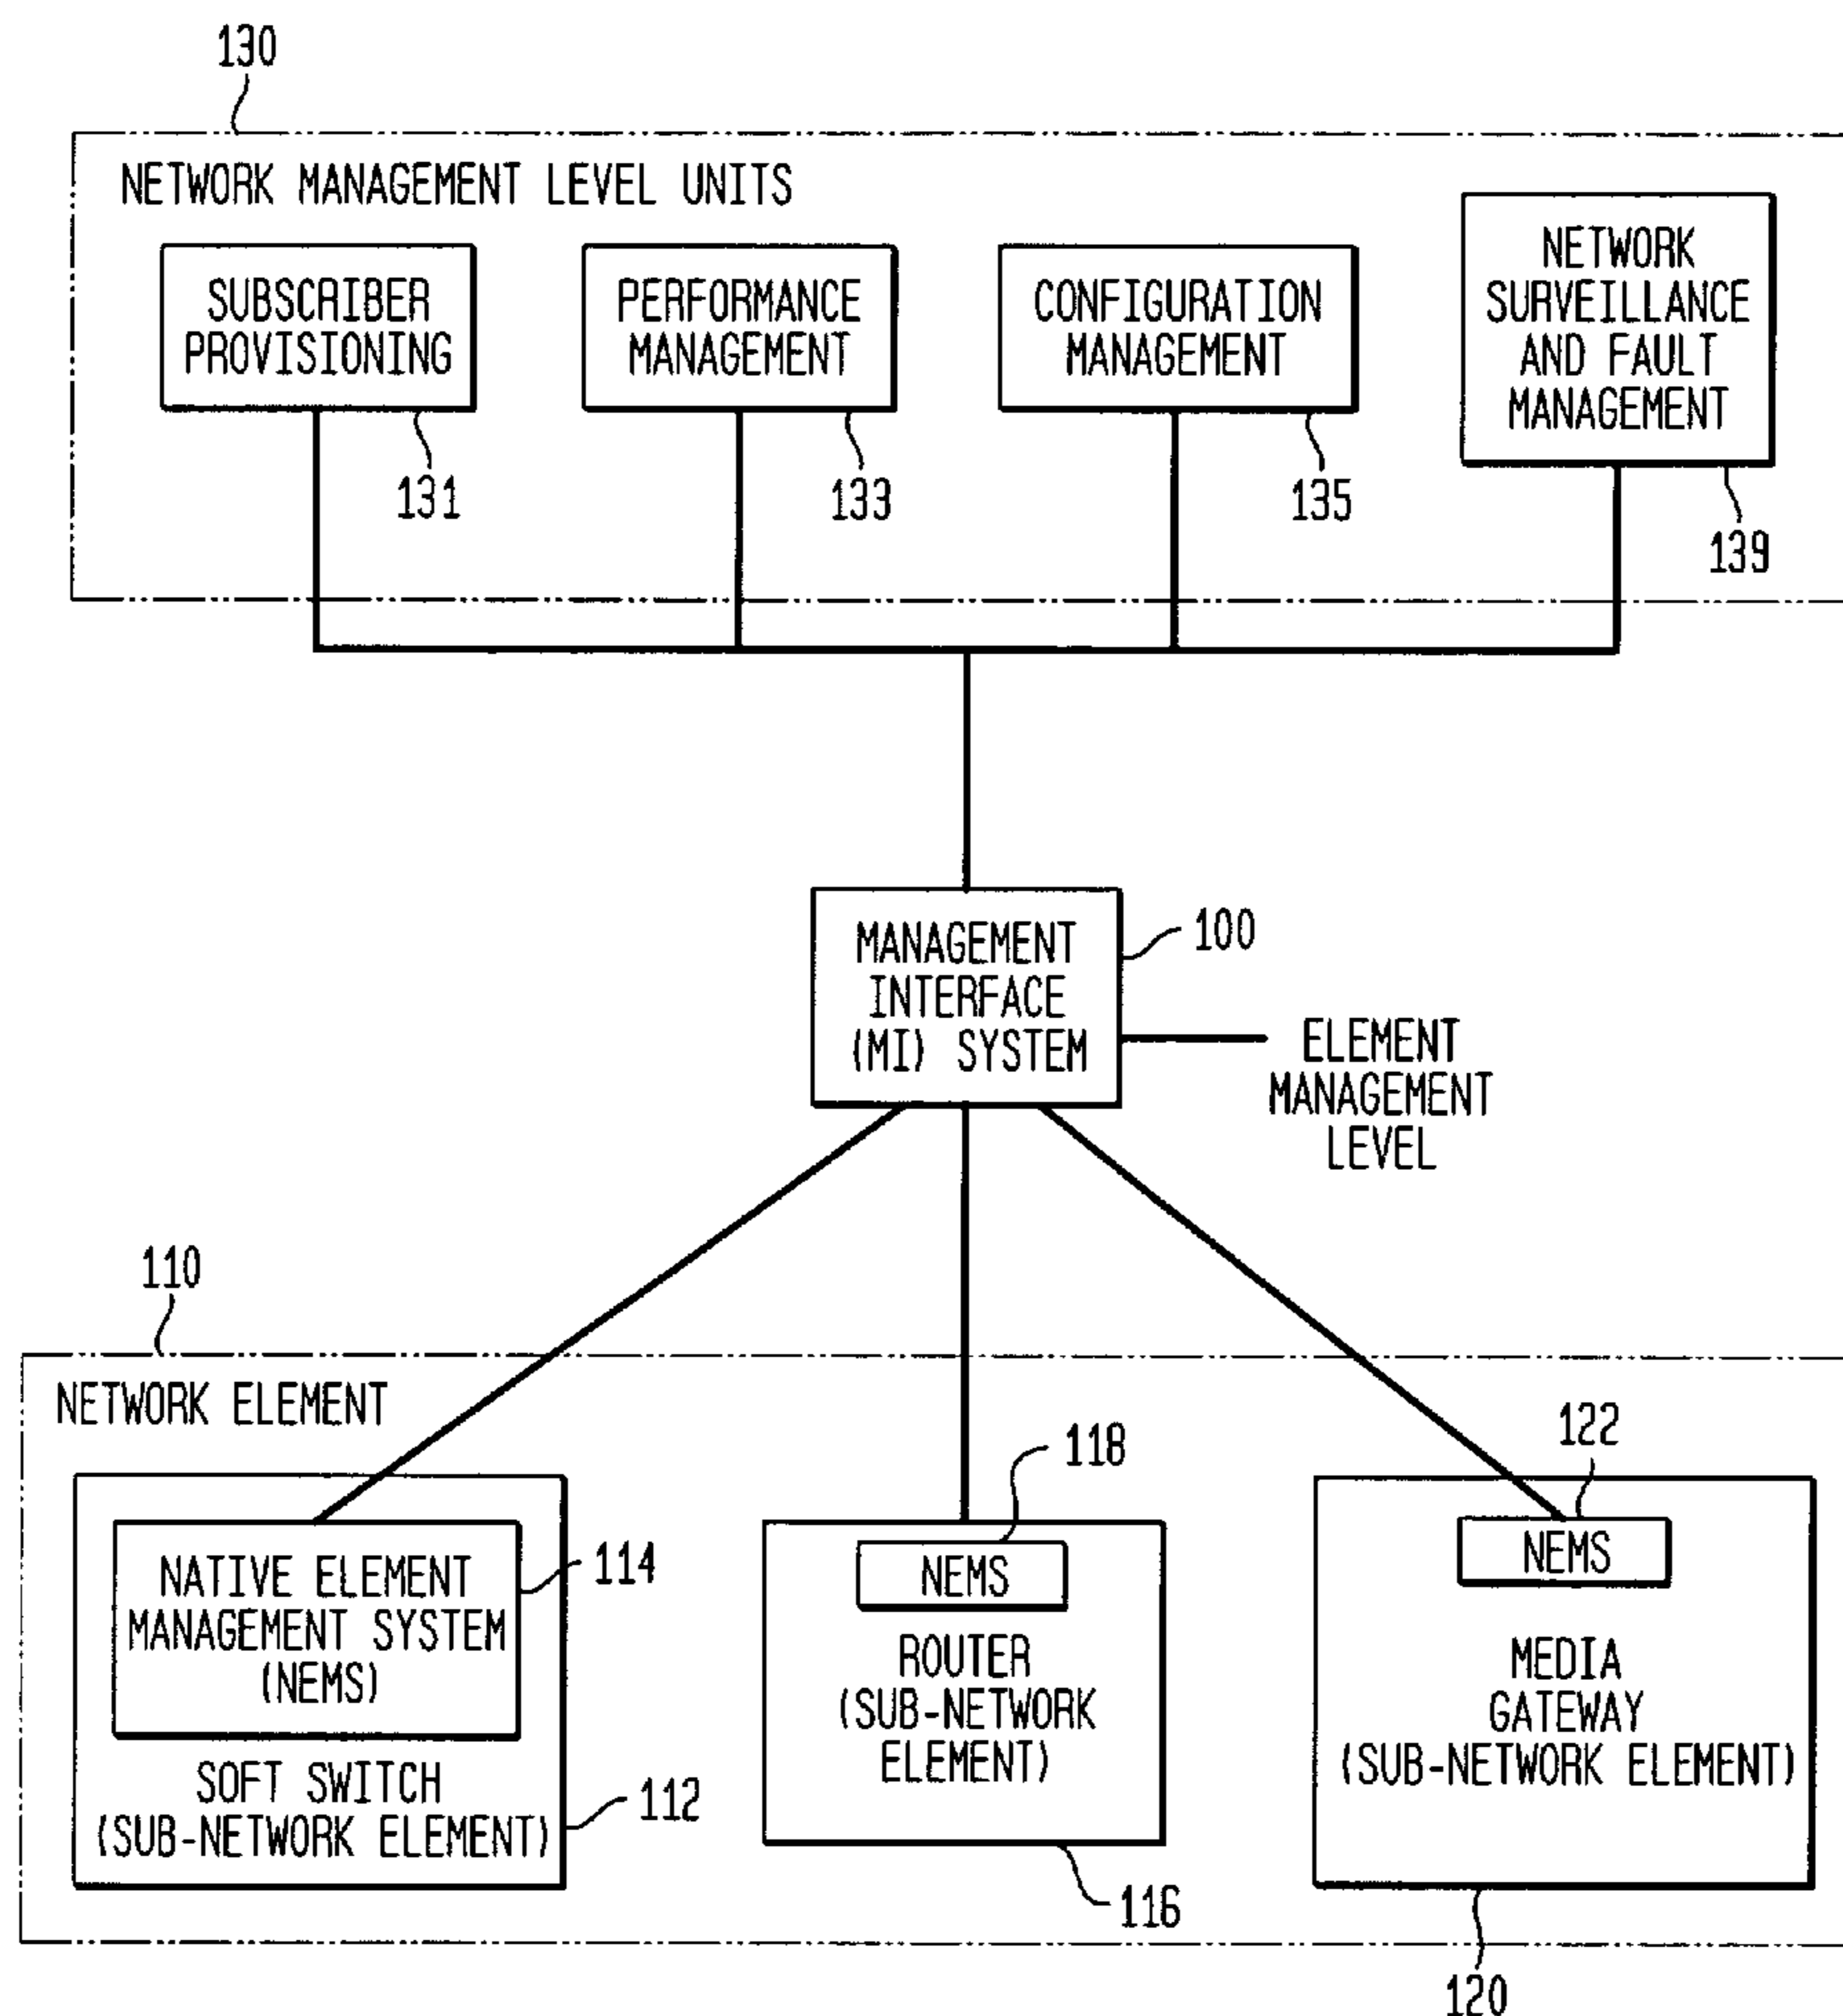 130
NETWORK MANAGEMENT LEVEL UNITS
SUBSCRIBER
PROVISIONING
131
PERFORMANCE
MANAGEMENT
133
CONFIGURATION
MANAGEMENT
135
NETWORK
SURVEILLANCE
AND FAULT
MANAGEMENT
139
MANAGEMENT
INTERFACE
(MI) SYSTEM
100
ELEMENT
MANAGEMENT
LEVEL
110
NETWORK ELEMENT
NATIVE ELEMENT
MANAGEMENT SYSTEM
(NEMS)
114
SOFT SWITCH
(SUB-NETWORK ELEMENT)
112
118
NEMS
ROUTER
(SUB-NETWORK
ELEMENT)
116
122
NEMS
MEDIA
GATEWAY
(SUB-NETWORK ELEMENT)
120